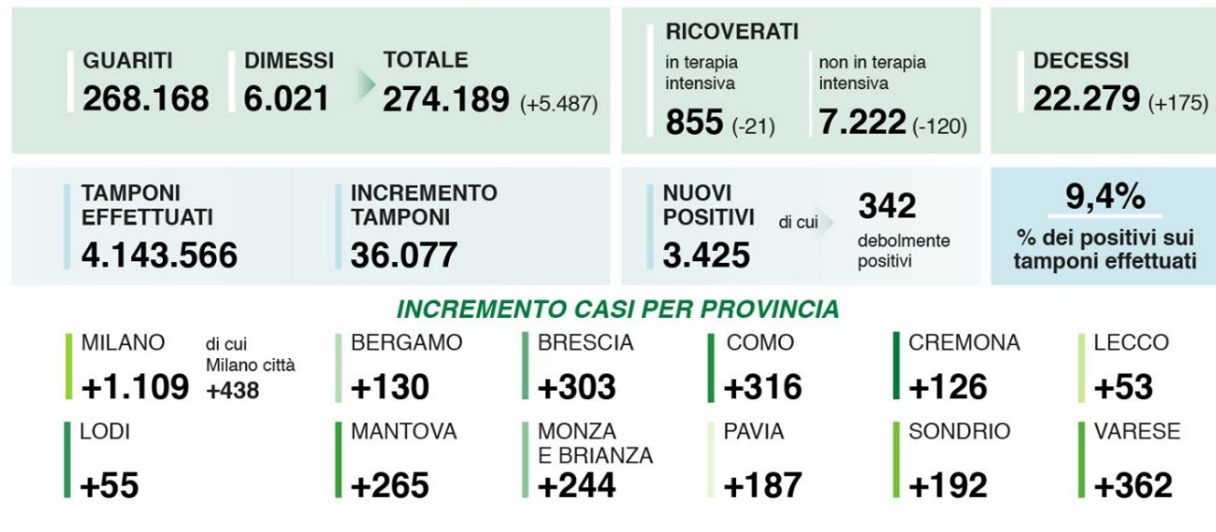 GUARITI
268.168
DIMESSI
6.021
TOTALE
274.189 (+5.487)
RICOVERATI
in terapia
intensiva
855 (-21)
non in terapia
intensiva
7.222 (-120)
DECESSI
22.279 (+175)
TAMPONI
EFFETTUATI
4.143.566
INCREMENTO
TAMPONI
36.077
NUOVI
POSITIVI
3.425
di cui
342
debolmente
positivi
9,4%
% dei positivi sui
tamponi effettuati
INCREMENTO CASI PER PROVINCIA
MILANO
+1.109
di cui
Milano città
+438
BERGAMO
+130
BRESCIA
+303
COMO
+316
CREMONA
+126
LECCO
+53
LODI
+55
MANTOVA
+265
MONZA
E BRIANZA
+244
PAVIA
+187
SONDRIO
+192
VARESE
+362